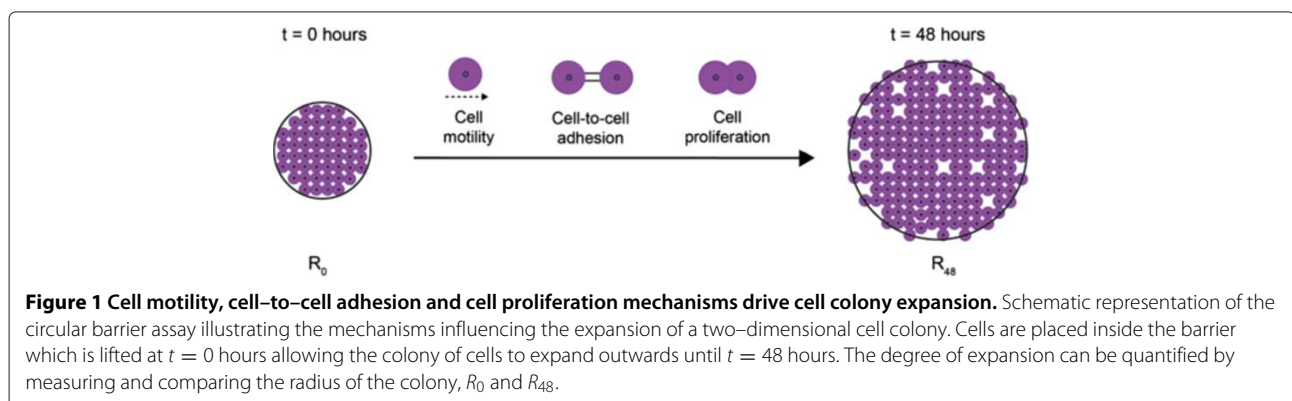 t = 0 hours
t = 48 hours
Cell
motility
Cell-to-cell
adhesion
Cell
proliferation
R₀
R₄₈
Figure 1 Cell motility, cell–to–cell adhesion and cell proliferation mechanisms drive cell colony expansion. Schematic representation of the
circular barrier assay illustrating the mechanisms influencing the expansion of a two–dimensional cell colony. Cells are placed inside the barrier
which is lifted at t = 0 hours allowing the colony of cells to expand outwards until t = 48 hours. The degree of expansion can be quantified by
measuring and comparing the radius of the colony, R₀ and R₄₈.